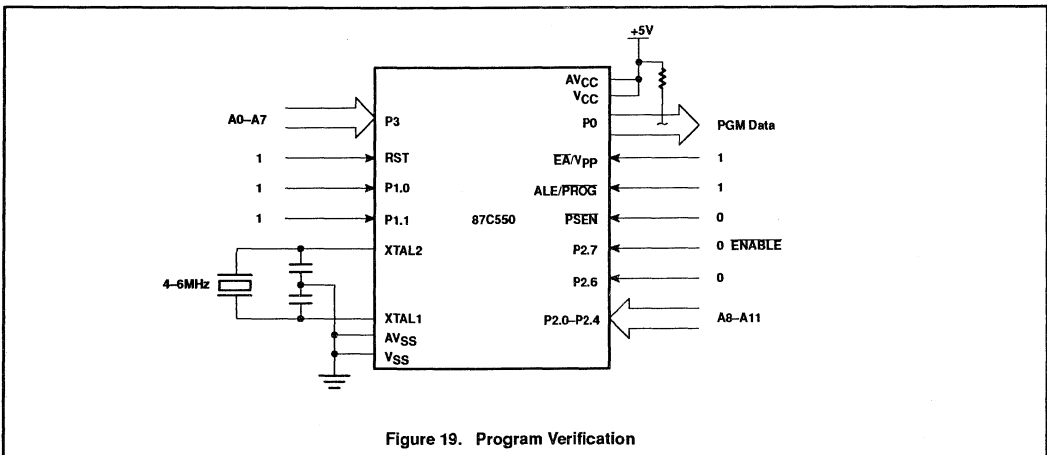 +5V
A0–A7
P3
AVCC
VCC
P0
PGM Data
1
RST
EA/VPP
1
1
P1.0
ALE/PROG
1
1
P1.1
87C550
PSEN
0
XTAL2
P2.7
0 ENABLE
4–6MHz
P2.6
0
XTAL1
P2.0–P2.4
A8–A11
AVSS
VSS
Figure 19. Program Verification